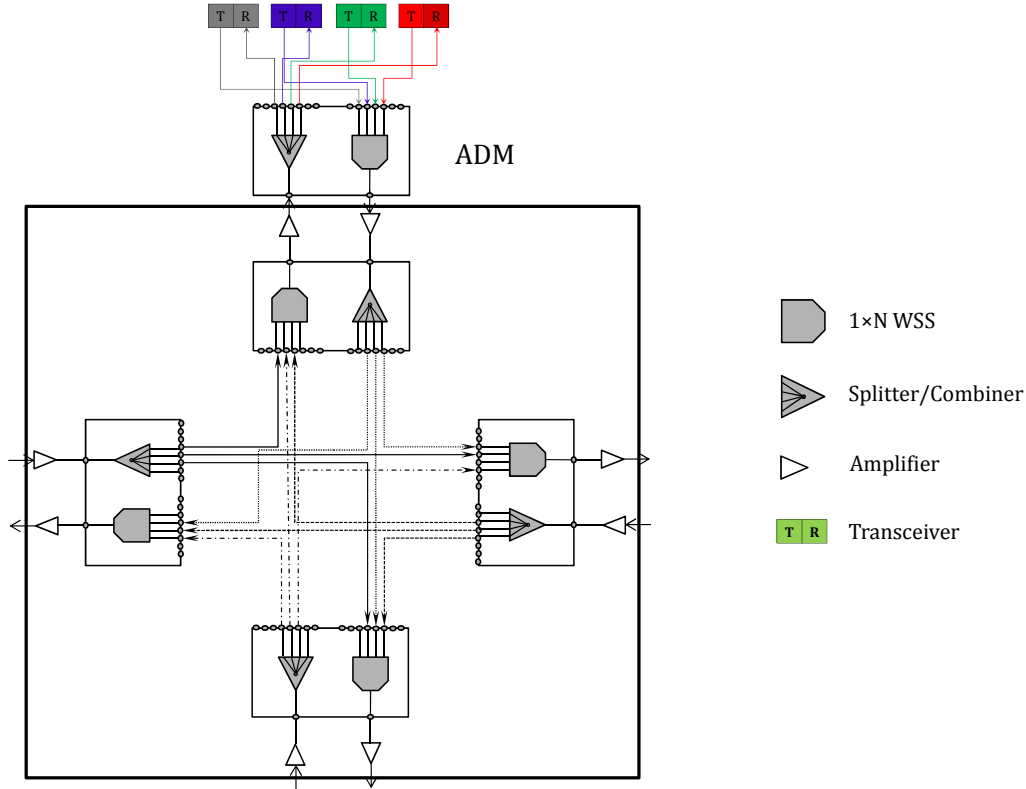 T R T R T R T R
ADM
1×N WSS
Splitter/Combiner
Amplifier
T R Transceiver